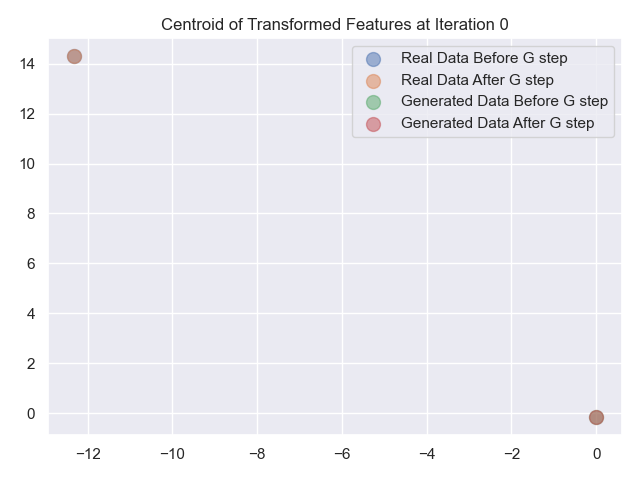 Centroid of Transformed Features at Iteration 0
Real Data Before G step
Real Data After G step
Generated Data Before G step
Generated Data After G step
14
12
10
8
6
4
2
0
−12 −10 −8 −6 −4 −2 0